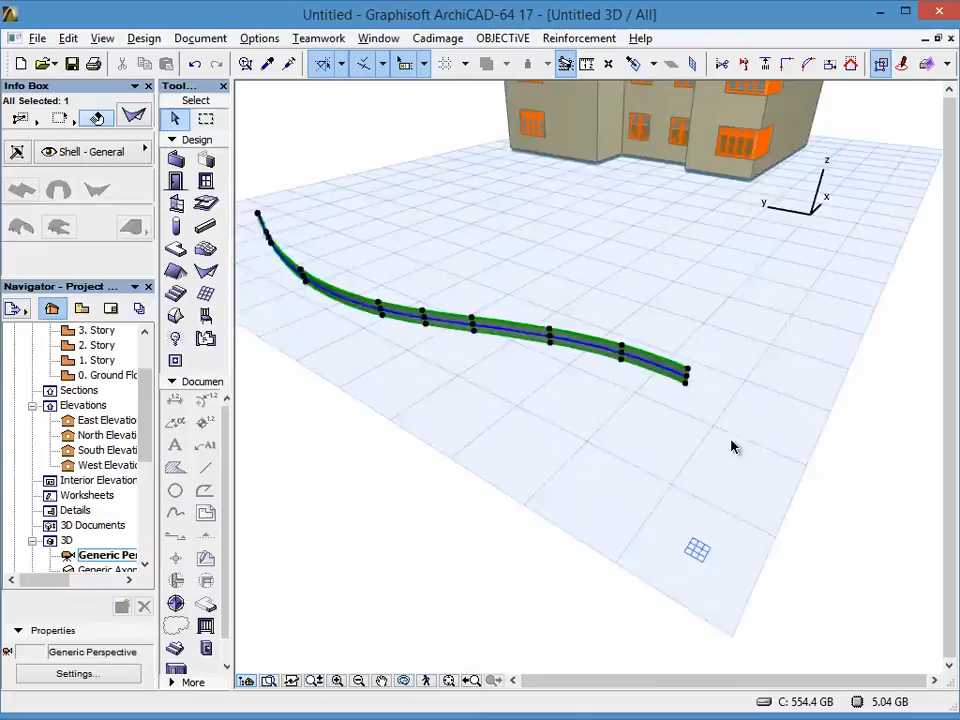 Untitled - Graphisoft ArchiCAD-64 17 - [Untitled 3D / All]
File Edit View Design Document Options Teamwork Window Cadimage OBJECTiVE Reinforcement Help
Info Box
All Selected: 1
Shell - General
Tool...
Select
Design
Documen
More
Navigator - Project ...
3. Story
2. Story
1. Story
0. Ground Flo
Sections
Elevations
East Elevatio
North Elevati
South Elevati
West Elevatio
Interior Elevation
Worksheets
Details
3D Documents
3D
Generic Per
Generic Axon
Properties
Generic Perspective
Settings...
z
y
x
C: 554.4 GB
5.04 GB